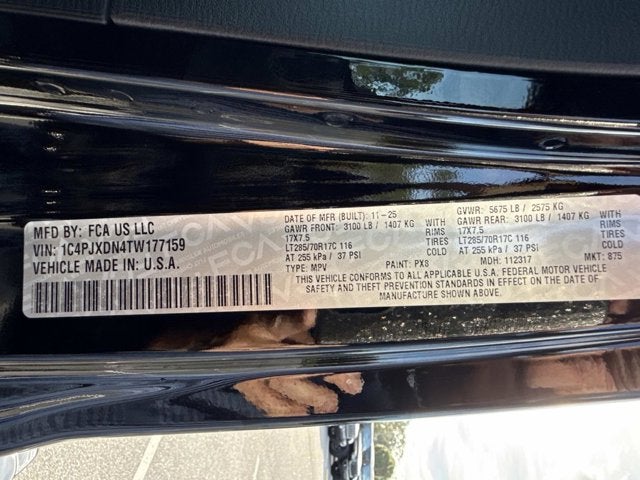 MFD BY: FCA US LLC
VIN: 1C4PJXDN4TW177159
VEHICLE MADE IN U.S.A.
DATE OF MFR (BUILT): 11-25 GVWR: 5675 LB / 2575 KG
GAWR FRONT: 3100 LB / 1407 KG WITH GAWR REAR: 3100 LB / 1407 KG WITH
17X7.5 RIMS 17X7.5 RIMS
LT285/70R17C 116 TIRES LT285/70R17C 116 TIRES
AT 255 kPa / 37 PSI AT 255 kPa / 37 PSI
TYPE: MPV PAINT: PX8 MDH: 112317 MKT: 875
THIS VEHICLE CONFORMS TO ALL APPLICABLE U.S.A. FEDERAL MOTOR VEHICLE
SAFETY AND THEFT PREVENTION STANDARDS IN EFFECT ON THE DATE OF
MANUFACTURE SHOWN ABOVE.